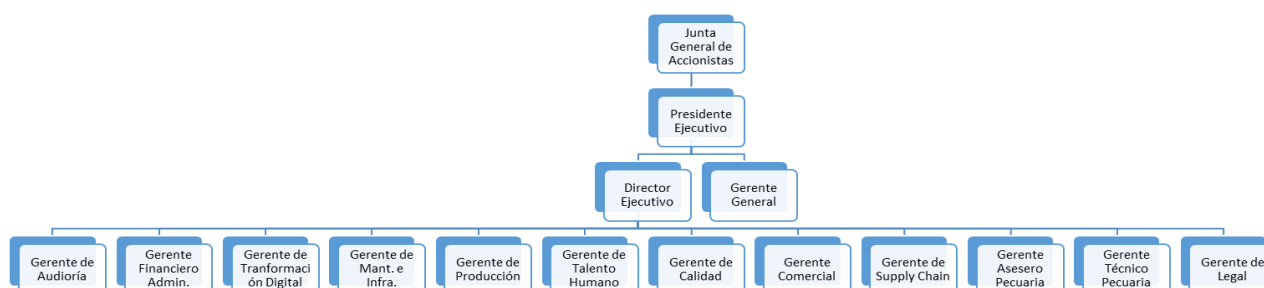 Junta
General de
Accionistas
Presidente
Ejecutivo
Director
Ejecutivo
Gerente
General
Gerente de
Audioría
Gerente
Financiero
Admin.
Gerente de
Tranformaci
ón Digital
Gerente de
Mant. e
Infra.
Gerente de
Producción
Gerente de
Talento
Humano
Gerente de
Calidad
Gerente
Comercial
Gerente de
Supply Chain
Gerente
Asesero
Pecuaria
Gerente
Técnico
Pecuaria
Gerente de
Legal